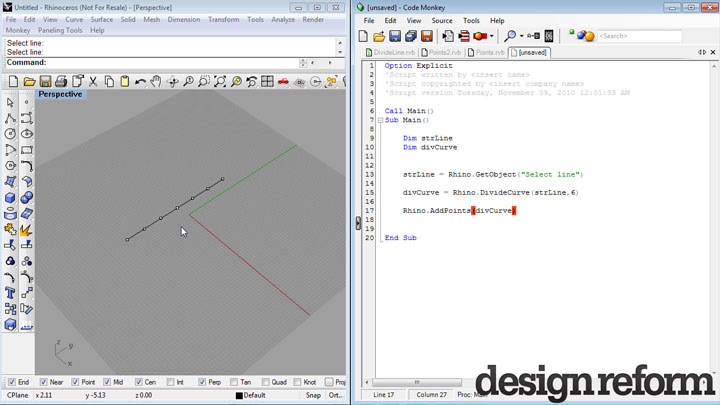 Untitled - Rhinoceros (Not For Resale) - [Perspective]
File Edit View Curve Surface Solid Mesh Dimension Transform Tools Analyze Render
Monkey Paneling Tools Help
Select line:
Select line:
Command:
Perspective
z
y
x
End Near Point Mid Cen Int Perp Tan Quad Knot Proj
CPlane x 2.11 y -5.13 z 0.00 Default Snap Ort..
[unsaved] - Code Monkey
File Edit View Source Tools Help
<Search>
DivideLine.rvb Points2.rvb Points.rvb [unsaved]
1 Option Explicit
2 'Script written by <insert name>
3 'Script copyrighted by <insert company name>
4 'Script version Tuesday, November 09, 2010 12:01:33 AM
5
6 Call Main()
7 Sub Main()
8
9 Dim strLine
10 Dim divCurve
11
12
13 strLine = Rhino.GetObject("Select line")
14
15 divCurve = Rhino.DivideCurve(strLine,6)
16
17 Rhino.AddPoints(divCurve)
18
19
20 End Sub
Line 17 Column 27 Proc: Main
design reform